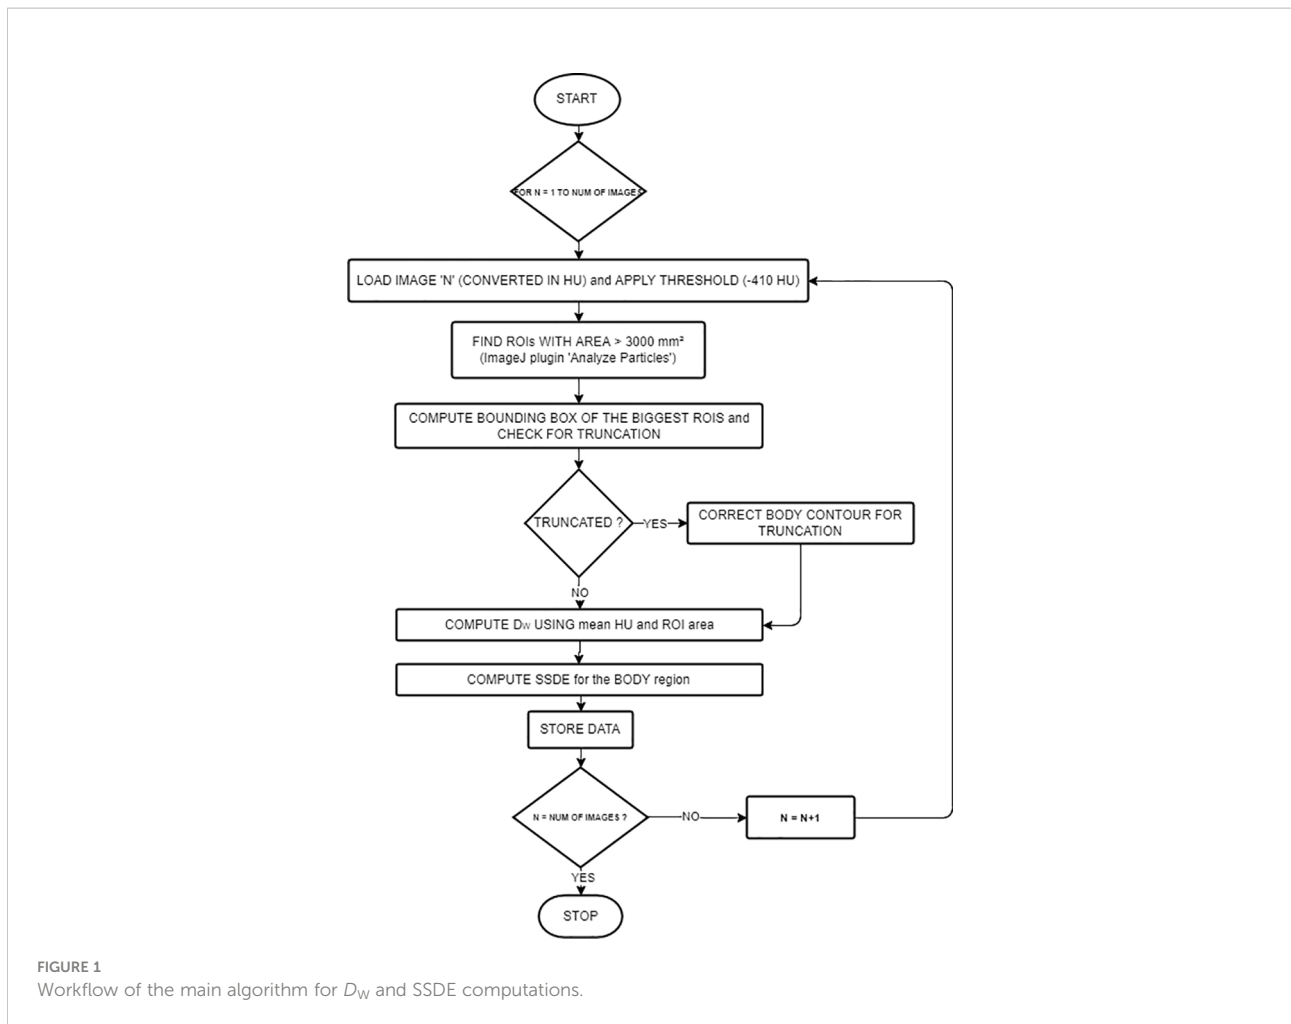 START
FOR N = 1 TO NUM OF IMAGES
LOAD IMAGE 'N' (CONVERTED IN HU) and APPLY THRESHOLD (-410 HU)
FIND ROIs WITH AREA > 3000 mm²
(ImageJ plugin 'Analyze Particles')
COMPUTE BOUNDING BOX OF THE BIGGEST ROIS and
CHECK FOR TRUNCATION
TRUNCATED ?
YES
CORRECT BODY CONTOUR FOR
TRUNCATION
NO
COMPUTE Dw USING mean HU and ROI area
COMPUTE SSDE for the BODY region
STORE DATA
N = NUM OF IMAGES ?
NO
N = N+1
YES
STOP
FIGURE 1
Workflow of the main algorithm for DW and SSDE computations.